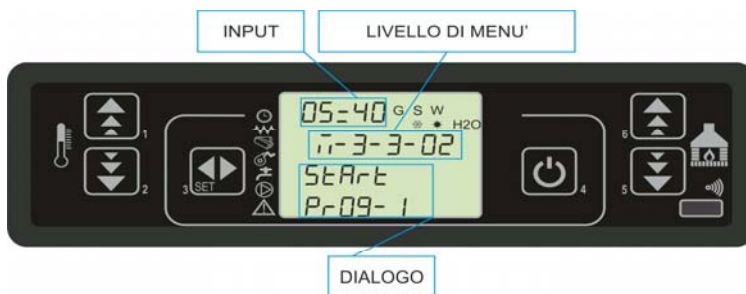 INPUT
LIVELLO DI MENU'
05:40 G S W
H2O
П-3-3-02
StArt
Pr09-1
1
2
3 SET
4
5
6
DIALOGO